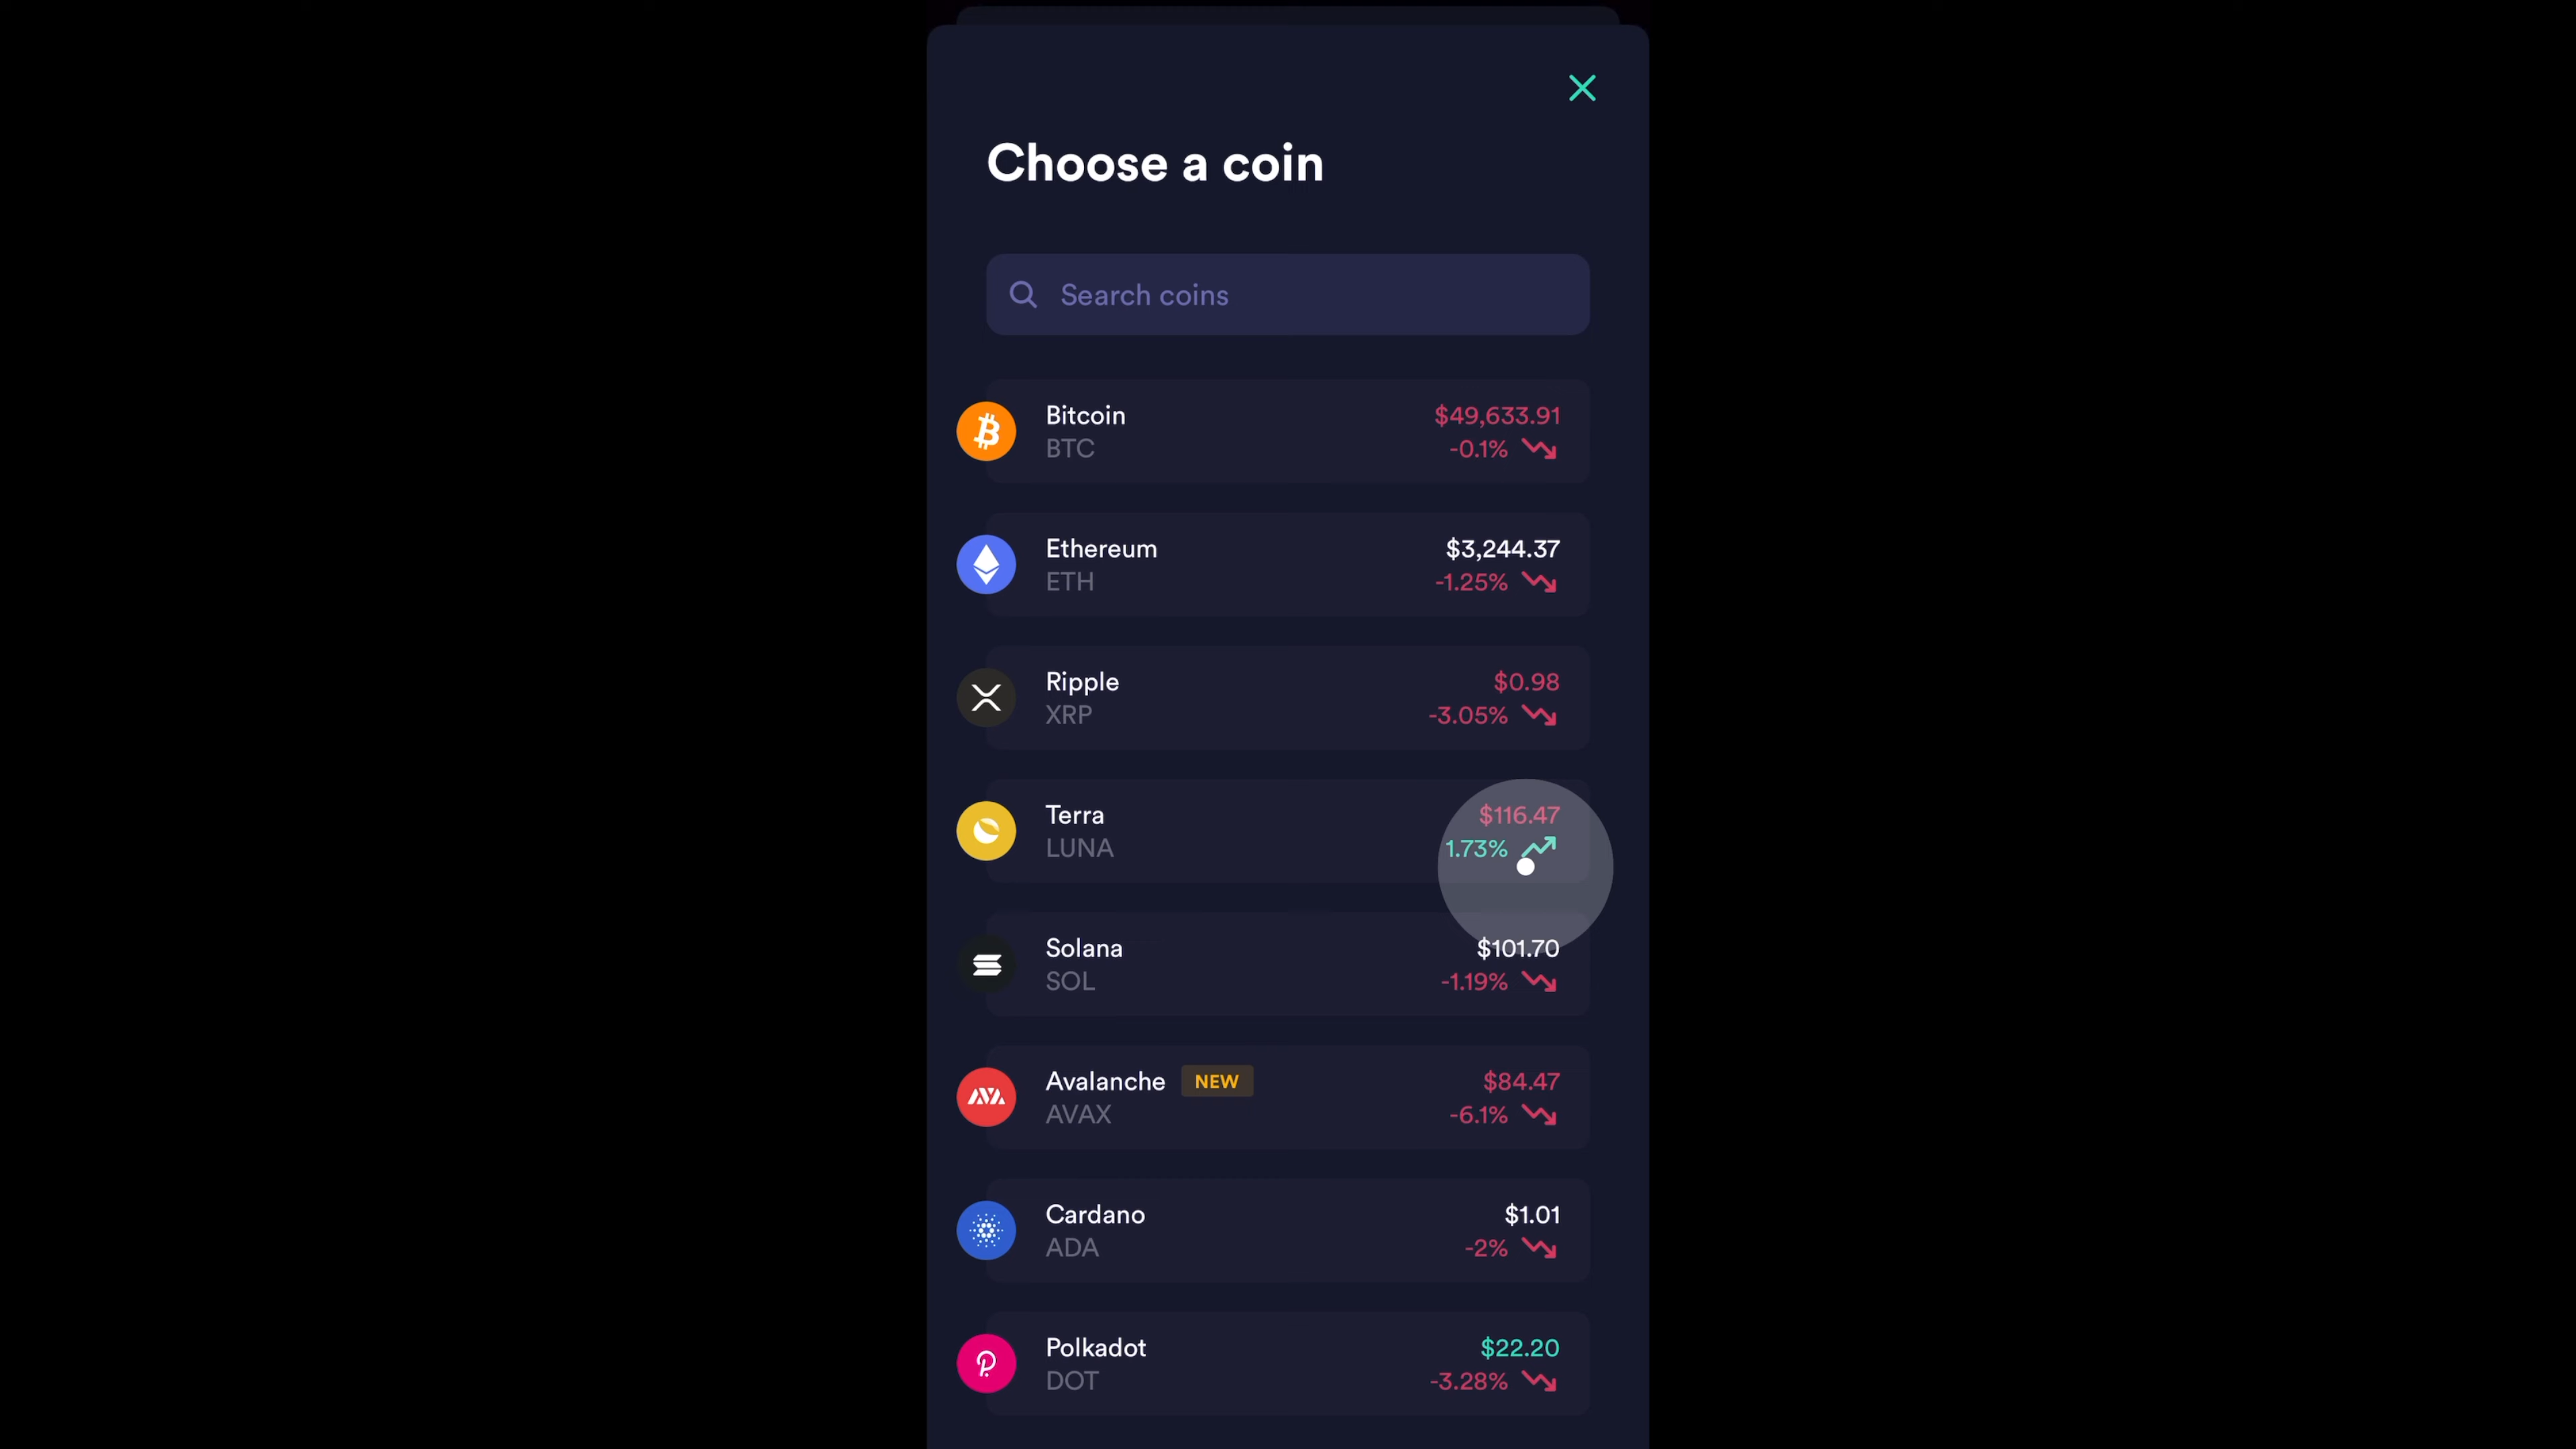 Choose a coin
Search coins
Bitcoin
$49,633.91
BTC
-0.1%
Ethereum
$3,244.37
ETH
-1.25%
Ripple
$0.98
XRP
-3.05%
Terra
$116.47
LUNA
1.73%
Solana
$101.70
SOL
-1.19%
Avalanche NEW
$84.47
AVAX
-6.1%
Cardano
$1.01
ADA
-2%
Polkadot
$22.20
DOT
-3.28%